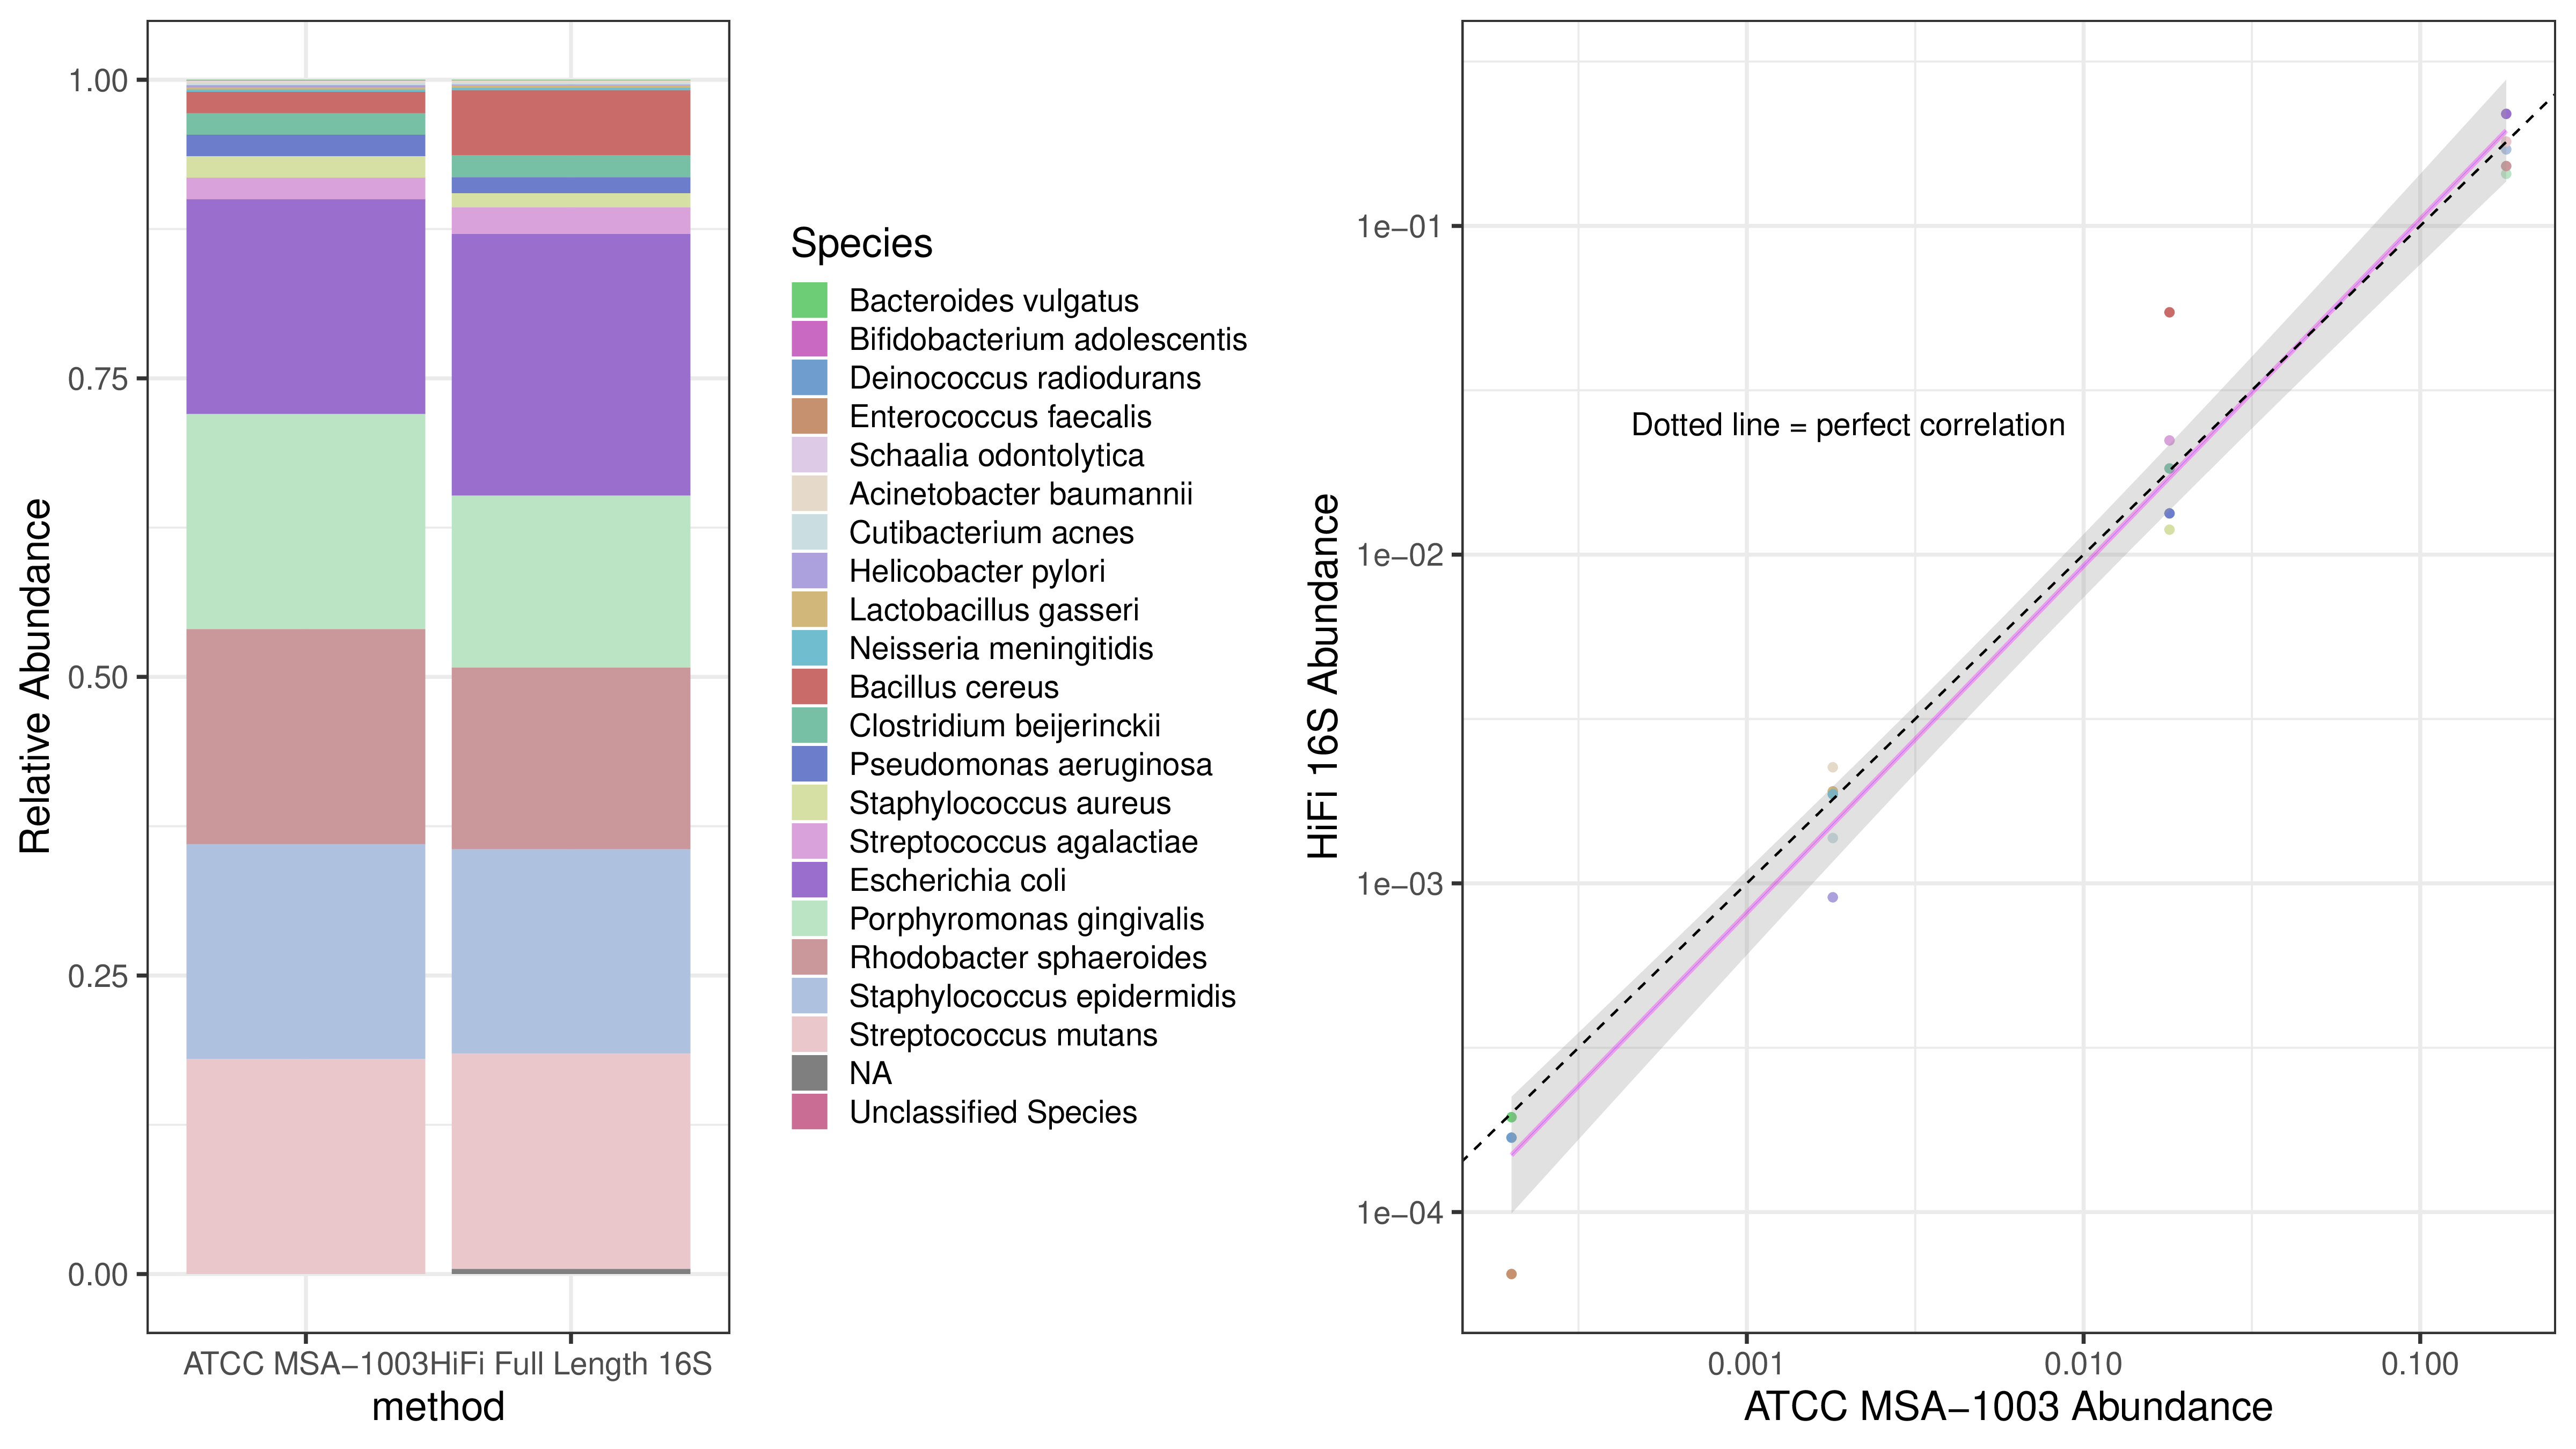 1.00
0.75
0.50
0.25
0.00
Relative Abundance
ATCC MSA−1003
HiFi Full Length 16S
method
Species
Bacteroides vulgatus
Bifidobacterium adolescentis
Deinococcus radiodurans
Enterococcus faecalis
Schaalia odontolytica
Acinetobacter baumannii
Cutibacterium acnes
Helicobacter pylori
Lactobacillus gasseri
Neisseria meningitidis
Bacillus cereus
Clostridium beijerinckii
Pseudomonas aeruginosa
Staphylococcus aureus
Streptococcus agalactiae
Escherichia coli
Porphyromonas gingivalis
Rhodobacter sphaeroides
Staphylococcus epidermidis
Streptococcus mutans
NA
Unclassified Species
1e−01
1e−02
1e−03
1e−04
HiFi 16S Abundance
Dotted line = perfect correlation
0.001
0.010
0.100
ATCC MSA−1003 Abundance